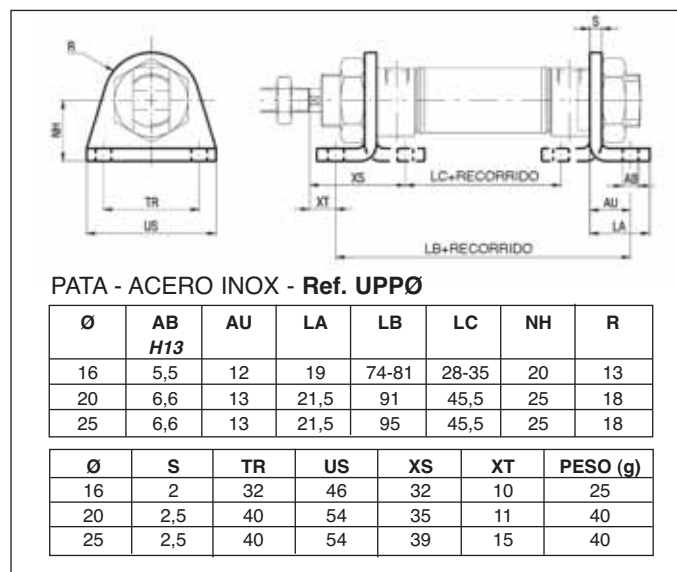 R
NH
TR
US
S
XS
LC+RECORRIDO
XT
AB
AU
LA
LB+RECORRIDO
PATA - ACERO INOX - Ref. UPPØ
Ø AB AU LA LB LC NH R
H13
16 5,5 12 19 74-81 28-35 20 13
20 6,6 13 21,5 91 45,5 25 18
25 6,6 13 21,5 95 45,5 25 18
Ø S TR US XS XT PESO (g)
16 2 32 46 32 10 25
20 2,5 40 54 35 11 40
25 2,5 40 54 39 15 40